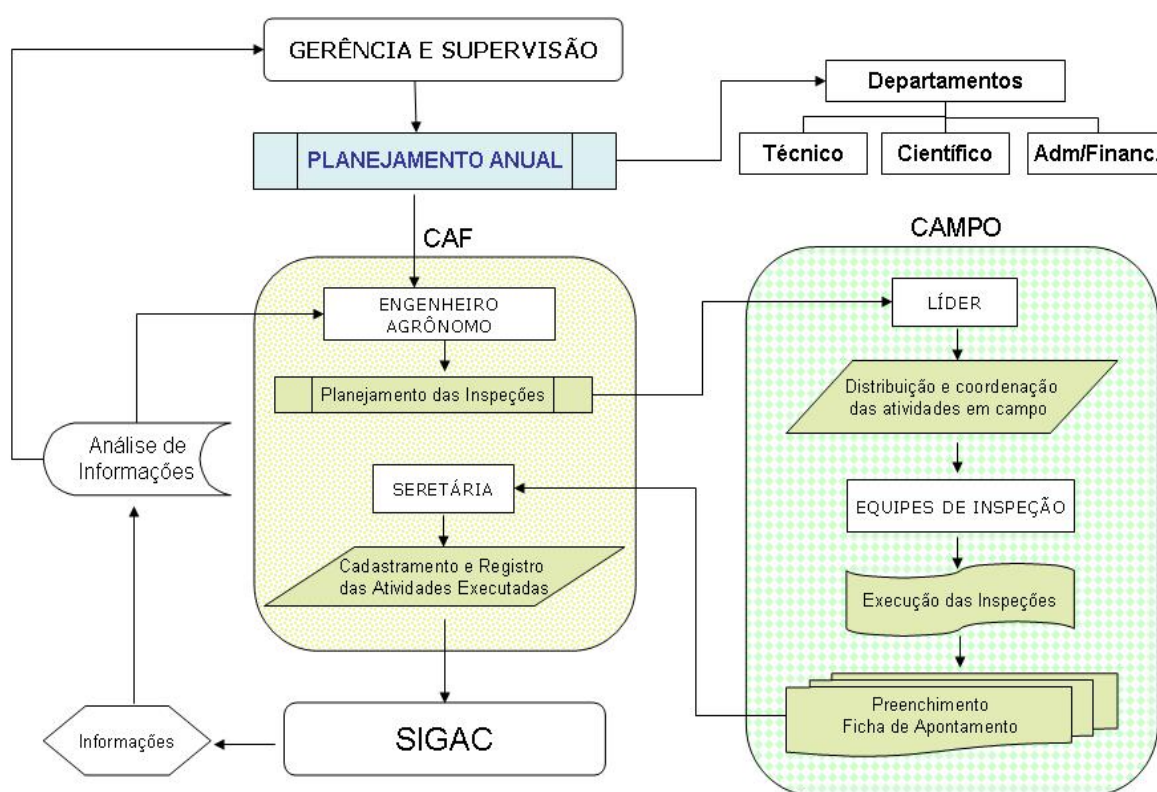 GERÊNCIA E SUPERVISÃO
Departamentos
Técnico
Científico
Adm/Financ.
PLANEJAMENTO ANUAL
CAF
ENGENHEIRO
AGRÔNOMO
Planejamento das Inspeções
SERETÁRIA
Cadastramento e Registro
das Atividades Executadas
CAMPO
LÍDER
Distribuição e coordenação
das atividades em campo
EQUIPES DE INSPEÇÃO
Execução das Inspeções
Preenchimento
Ficha de Apontamento
SIGAC
Informações
Análise de
Informações